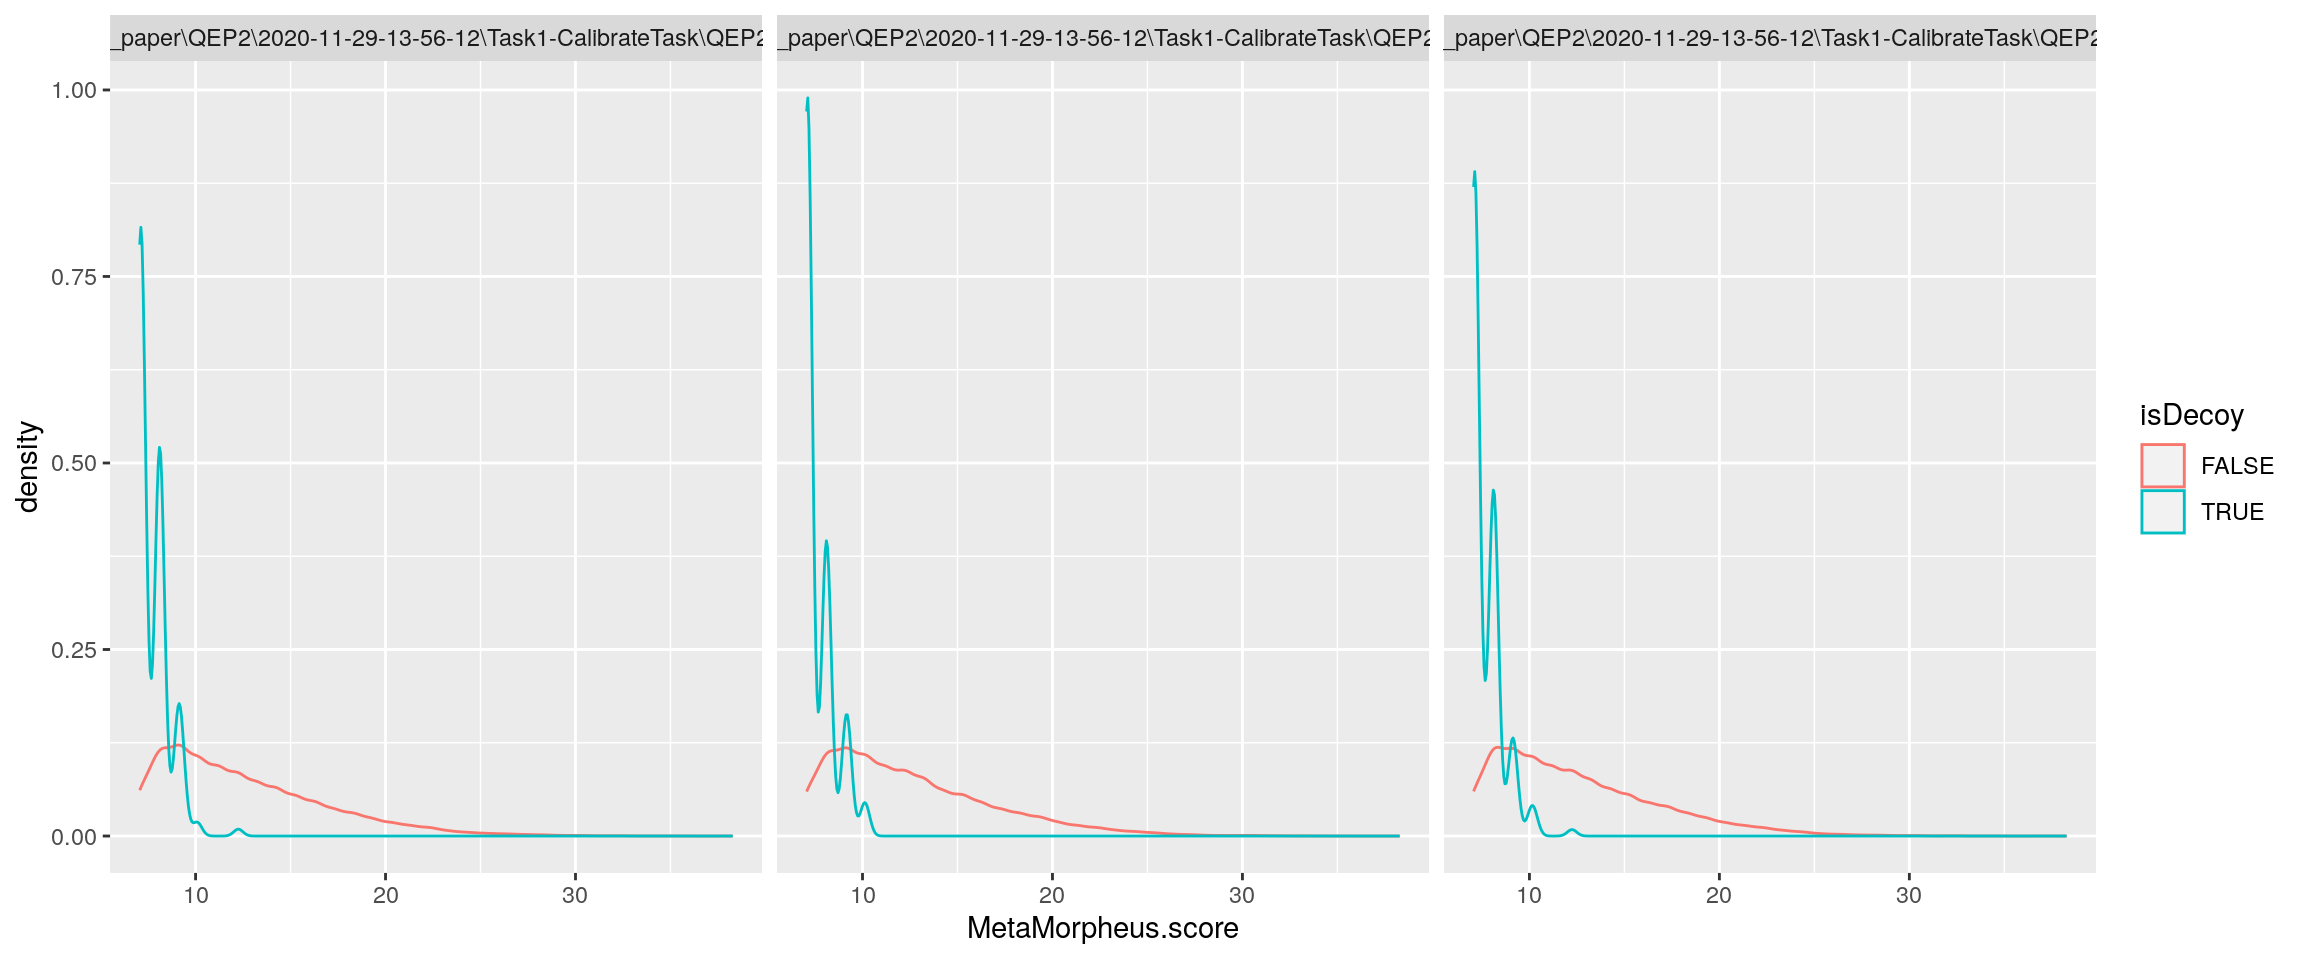 _paper\QEP2\2020-11-29-13-56-12\Task1-CalibrateTask\QEP2
_paper\QEP2\2020-11-29-13-56-12\Task1-CalibrateTask\QEP2
_paper\QEP2\2020-11-29-13-56-12\Task1-CalibrateTask\QEP2
1.00
0.75
0.50
0.25
0.00
density
10
20
30
10
20
30
10
20
30
MetaMorpheus.score
isDecoy
FALSE
TRUE